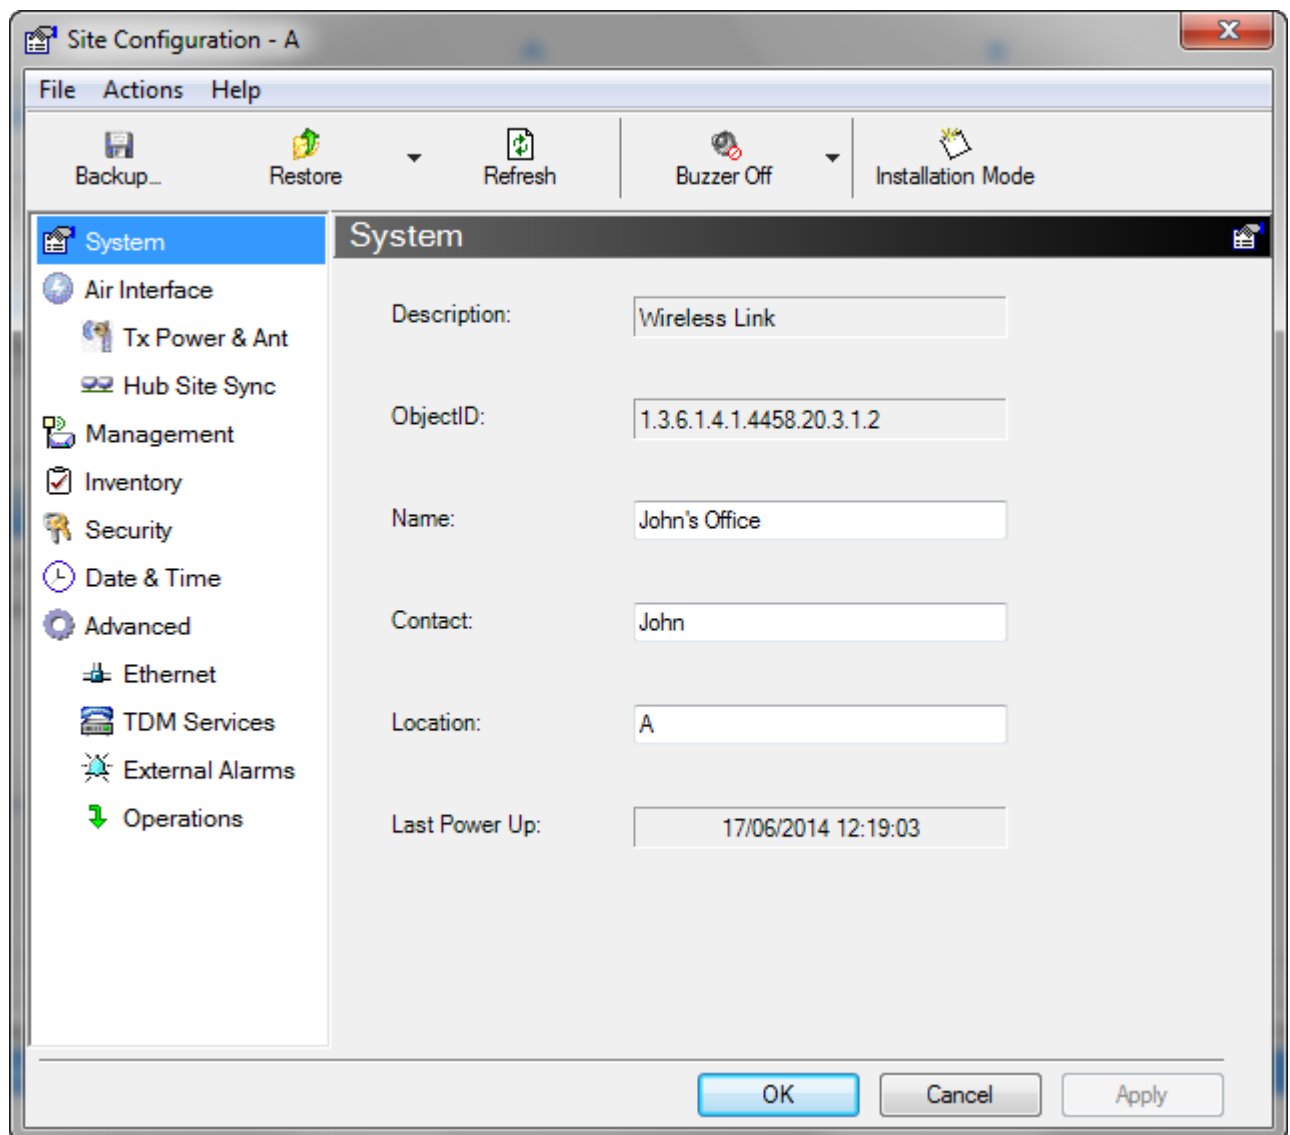 Site Configuration - A
File Actions Help
Backup... Restore Refresh Buzzer Off Installation Mode
System
Air Interface
Tx Power & Ant
Hub Site Sync
Management
Inventory
Security
Date & Time
Advanced
Ethernet
TDM Services
External Alarms
Operations
System
Description: Wireless Link
ObjectID: 1.3.6.1.4.1.4458.20.3.1.2
Name: John's Office
Contact: John
Location: A
Last Power Up: 17/06/2014 12:19:03
OK Cancel Apply